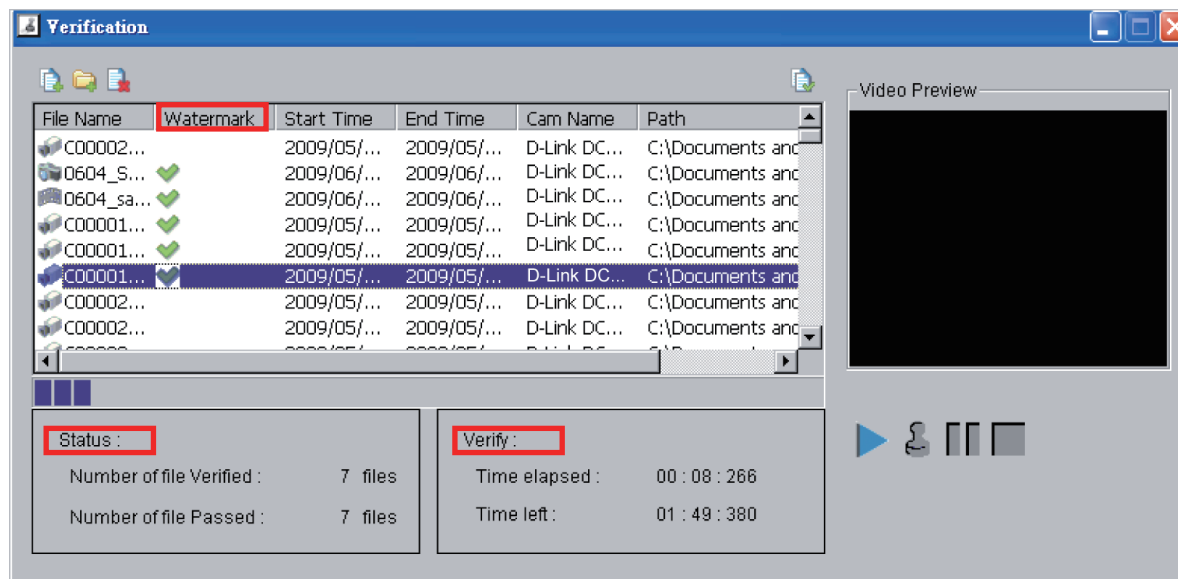 Verification
File Name Watermark Start Time End Time Cam Name Path
C00002... 2009/05/... 2009/05/... D-Link DC... C:\Documents and
0604_S... 2009/06/... 2009/06/... D-Link DC... C:\Documents and
0604_sa... 2009/06/... 2009/06/... D-Link DC... C:\Documents and
C00001... 2009/05/... 2009/05/... D-Link DC... C:\Documents and
C00001... 2009/05/... 2009/05/... D-Link DC... C:\Documents and
C00001... 2009/05/... 2009/05/... D-Link DC... C:\Documents and
C00002... 2009/05/... 2009/05/... D-Link DC... C:\Documents and
C00002... 2009/05/... 2009/05/... D-Link DC... C:\Documents and
Video Preview
Status :
Number of file Verified : 7 files
Number of file Passed : 7 files
Verify :
Time elapsed : 00 : 08 : 266
Time left : 01 : 49 : 380